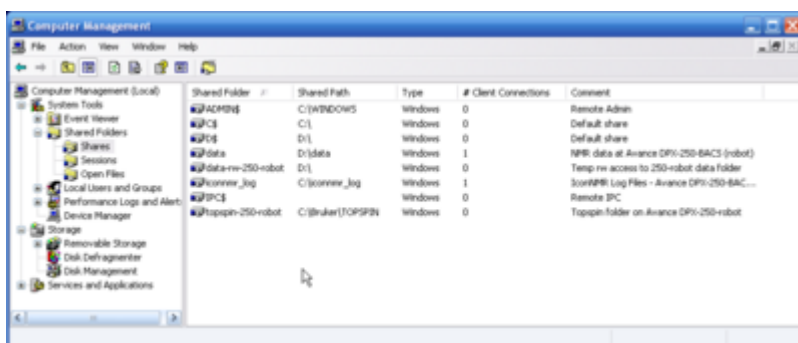 Computer Management
File Action View Window Help
Computer Management (Local)
System Tools
Event Viewer
Shared Folders
Shares
Sessions
Open Files
Local Users and Groups
Performance Logs and Alert
Device Manager
Storage
Removable Storage
Disk Defragmenter
Disk Management
Services and Applications
Shared Folder Shared Path Type # Client Connections Comment
ADMIN$ C:\WINDOWS Windows 0 Remote Admin
C$ C:\ Windows 0 Default share
D$ D:\ Windows 0 Default share
data D:\data Windows 1 NMR data at Avance DPX-250-BACS (robot)
data-rw-250-robot D:\ Windows 0 Temp rw access to 250-robot data folder
iconnmr_log C:\iconnmr_log Windows 1 IconNMR Log Files - Avance DPX-250-BAC...
IPC$ Windows 0 Remote IPC
topspin-250-robot C:\Bruker\TOPSPIN Windows 0 Topspin folder on Avance DPX-250-robot